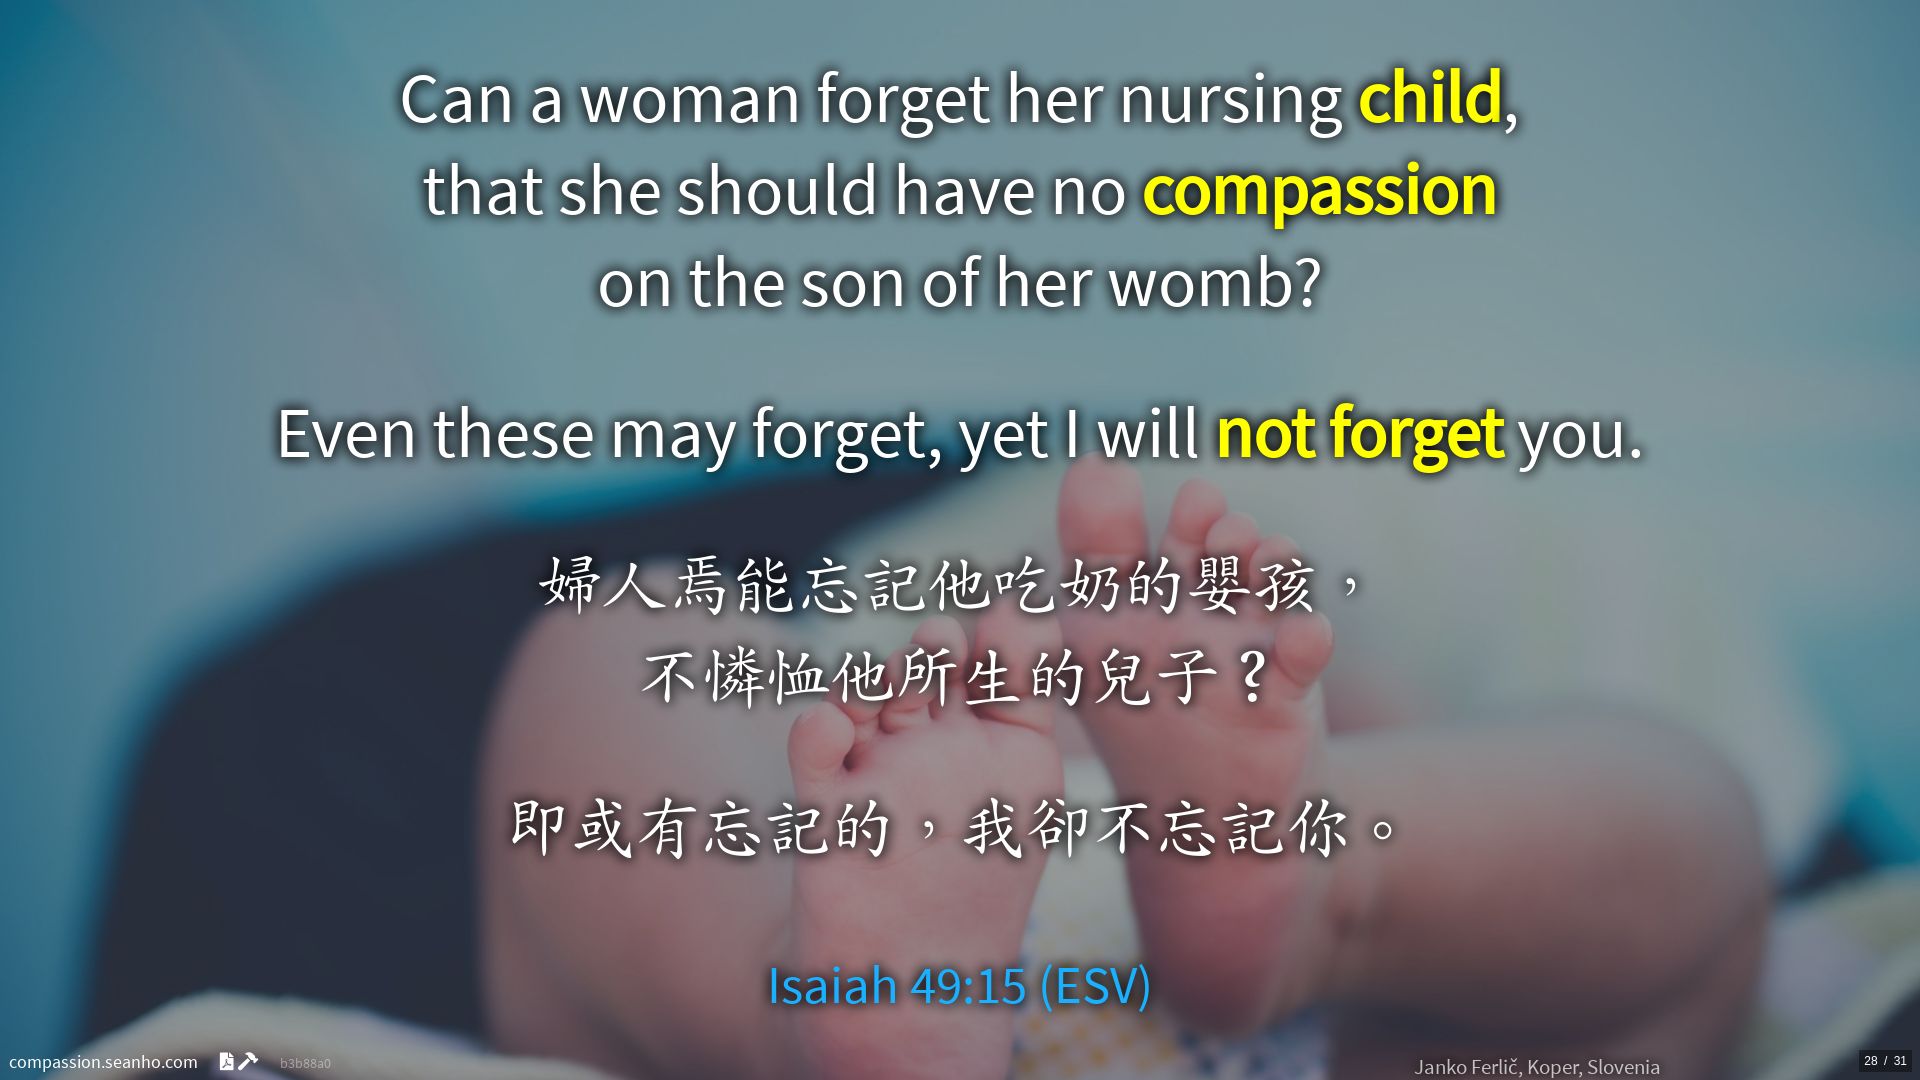 Can a woman forget her nursing child,
that she should have no compassion
on the son of her womb?
Even these may forget, yet I will not forget you.
婦人焉能忘記他吃奶的嬰孩，
不憐恤他所生的兒子？
即或有忘記的，我卻不忘記你。
Isaiah 49:15 (ESV)
compassion.seanho.com b3b88a0
Janko Ferlič, Koper, Slovenia
28 / 31